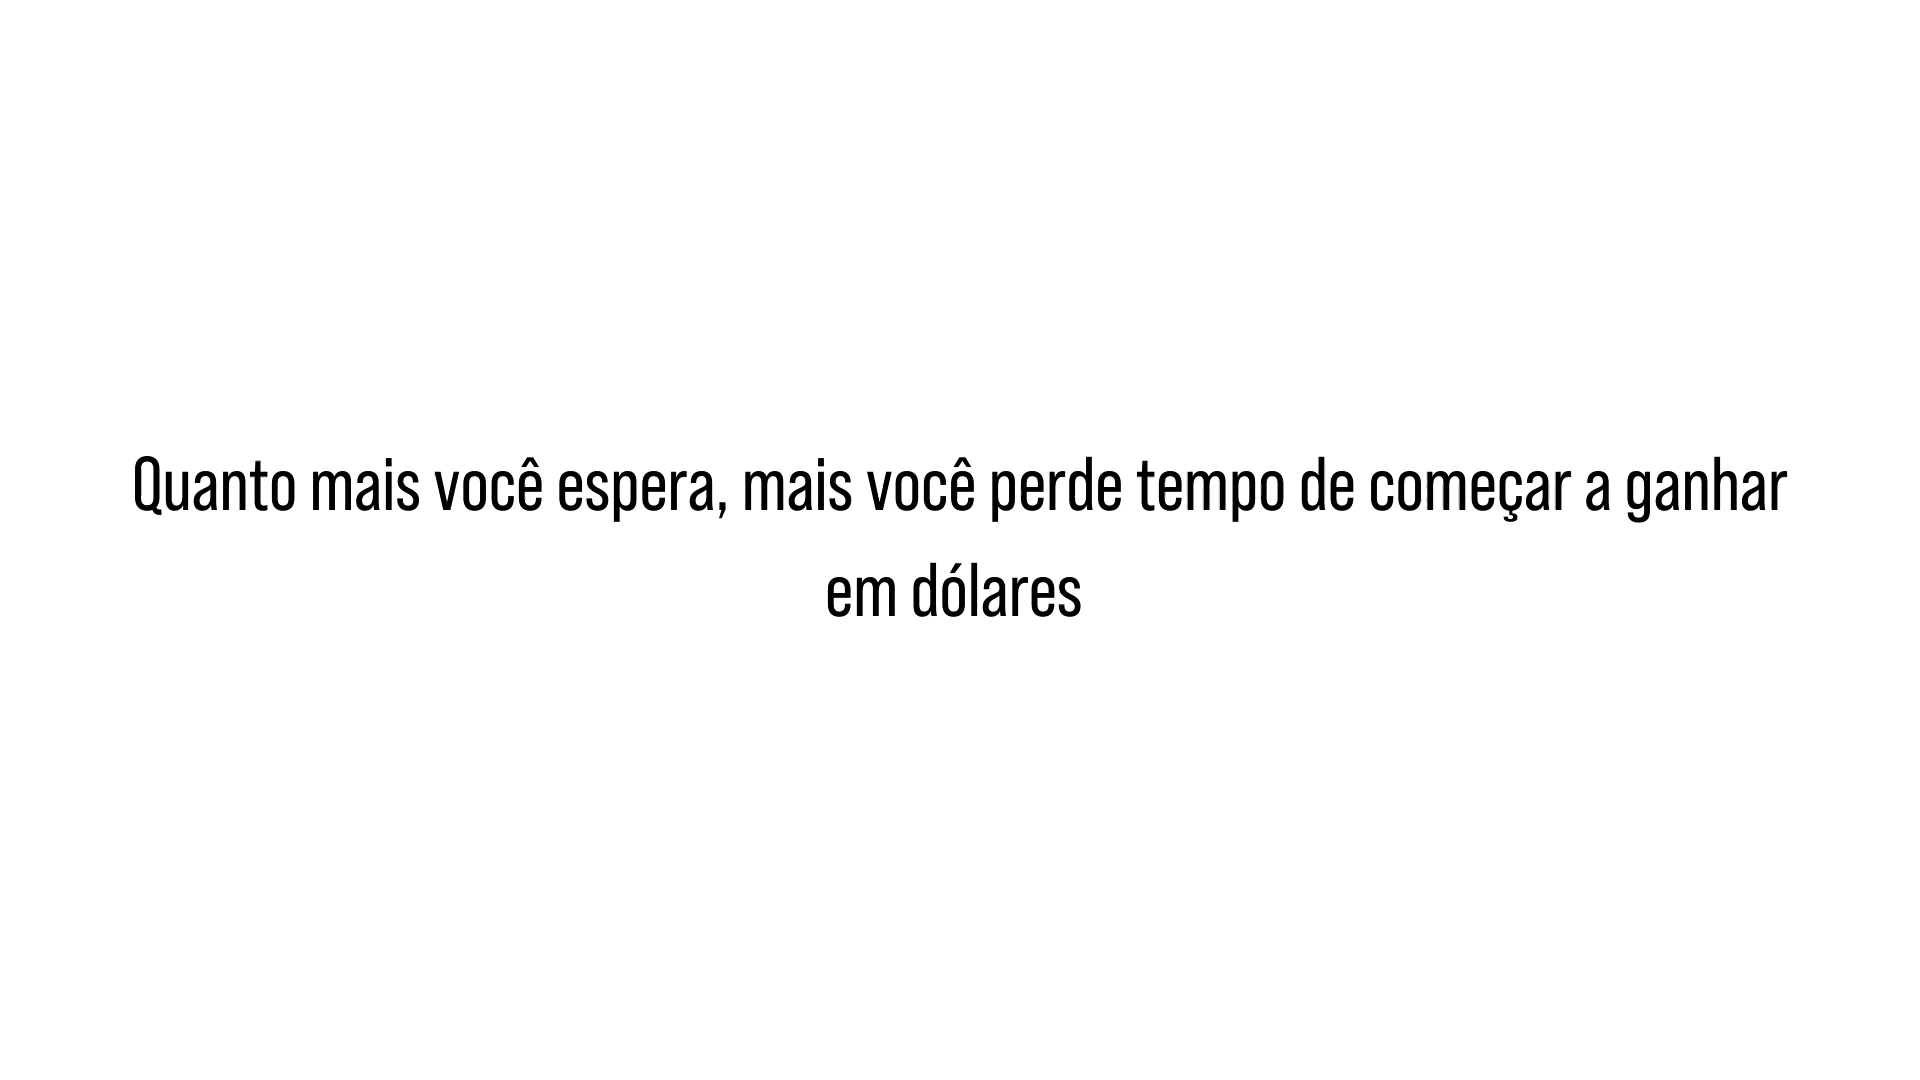 Quanto mais você espera, mais você perde tempo de começar a ganhar
em dólares